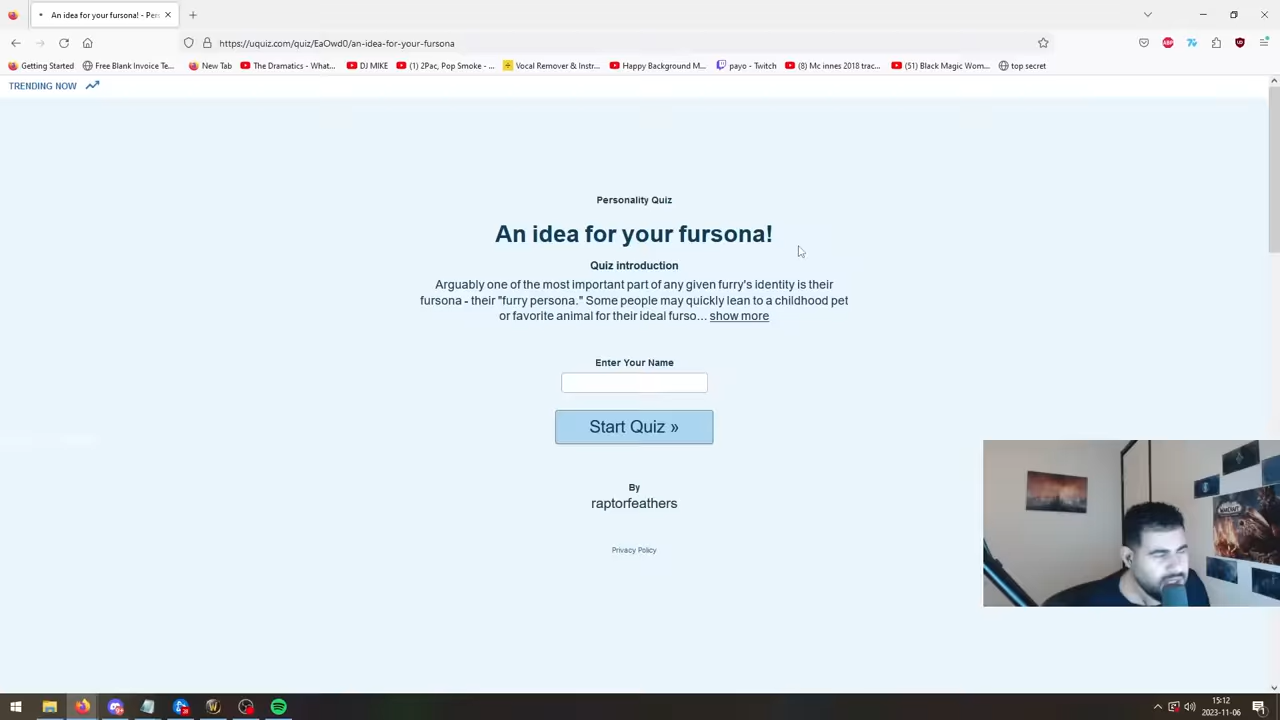 An idea for your fursona! - Per
https://uquiz.com/quiz/EaOwd0/an-idea-for-your-fursona
Getting Started
Free Blank Invoice Te...
New Tab
The Dramatics - What...
DJ MIKE
(1) 2Pac, Pop Smoke - ...
Vocal Remover & Instr...
Happy Background M...
payo - Twitch
(8) Mc innes 2018 trac...
(51) Black Magic Wom...
top secret
TRENDING NOW
Personality Quiz
An idea for your fursona!
Quiz introduction
Arguably one of the most important part of any given furry's identity is their
fursona - their "furry persona." Some people may quickly lean to a childhood pet
or favorite animal for their ideal furso... show more
Enter Your Name
Start Quiz »
By
raptorfeathers
Privacy Policy
WARCRAFT
15:12
2023-11-06